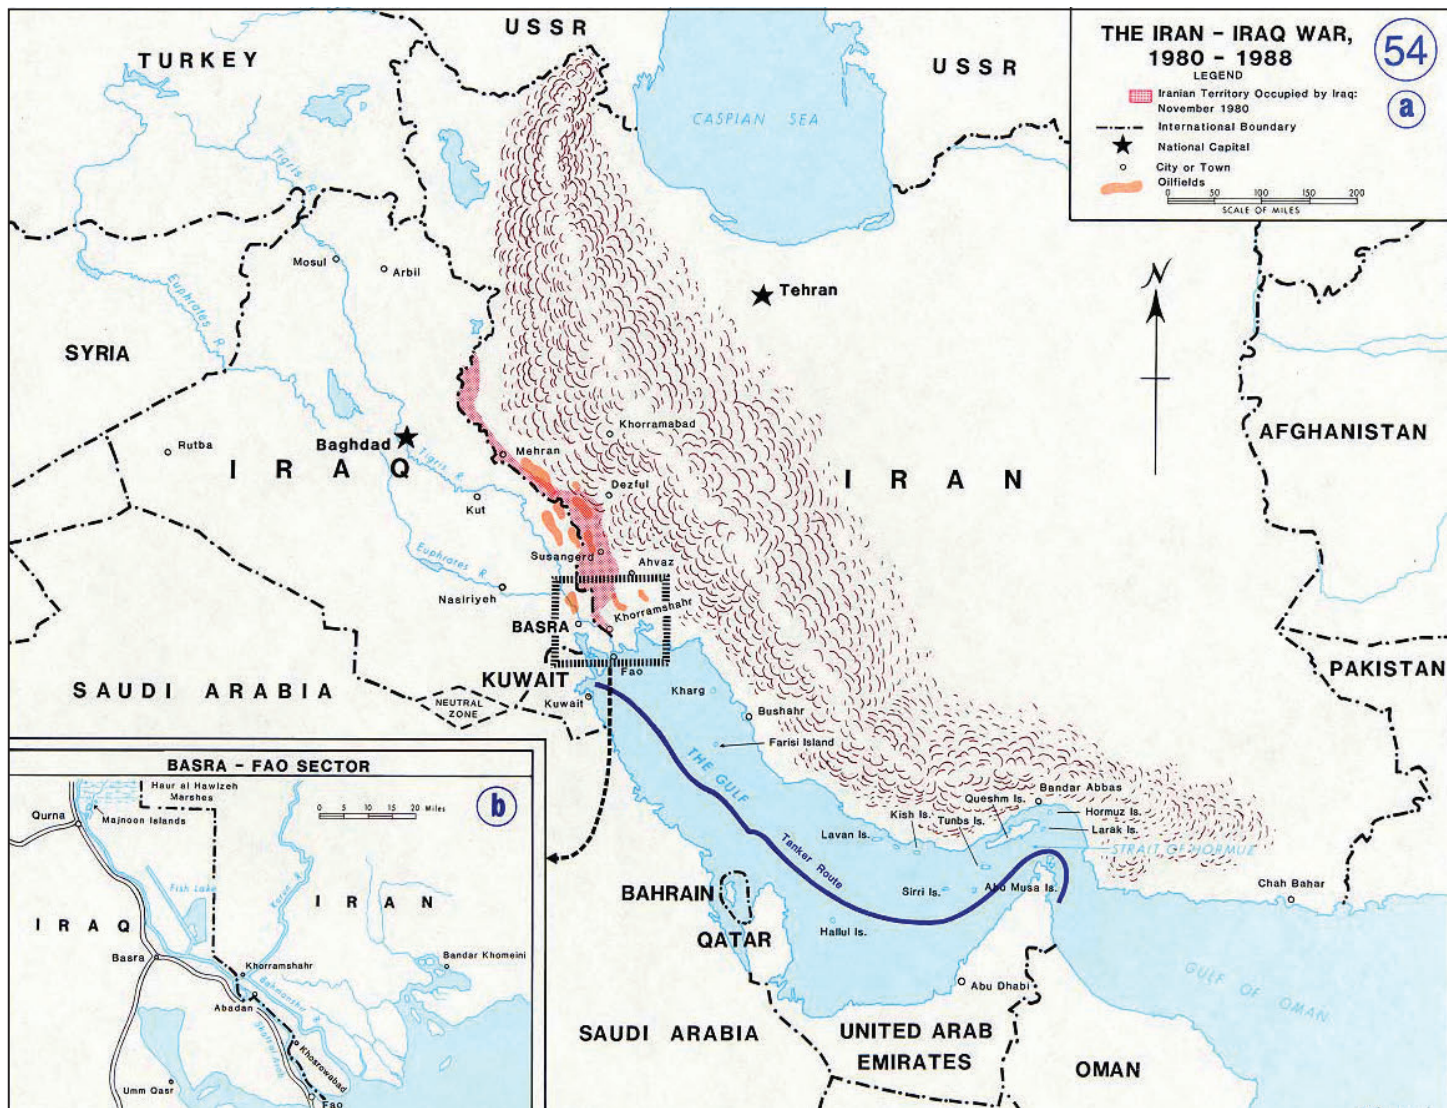 THE IRAN - IRAQ WAR,
1980 - 1988
54
a
LEGEND
Iranian Territory Occupied by Iraq:
November 1980
International Boundary
National Capital
City or Town
Oilfields
0 50 100 150 200
SCALE OF MILES
USSR
TURKEY
USSR
CASPIAN SEA
Tigris R.
Mosul
Arbil
N
Tehran
Euphrates R.
SYRIA
Khorramabad
AFGHANISTAN
Rutba
Baghdad
Mehran
Tigris R.
IRAQ
IRAN
Dezful
Kut
Euphrates R.
Susangerd
Ahvaz
Nasiriyeh
Khorramshahr
BASRA
PAKISTAN
Fao
KUWAIT
SAUDI ARABIA
NEUTRAL
ZONE
Kuwait
Kharg
Bushahr
Farisi Island
THE GULF
Bandar Abbas
Queshm Is.
Hormuz Is.
Kish Is.
Tunbs Is.
Lavan Is.
Larak Is.
STRAIT OF HORMUZ
Tanker Route
Chah Bahar
BAHRAIN
Sirri Is.
Abu Musa Is.
Hallul Is.
QATAR
GULF OF OMAN
Abu Dhabi
SAUDI ARABIA
UNITED ARAB
EMIRATES
OMAN
BASRA - FAO SECTOR
b
Haur al Hawizeh
Marshes
0 5 10 15 20 Miles
Majnoon Islands
Qurna
Fish Lake
Karun R.
IRAN
IRAQ
Basra
Khorramshahr
Bandar Khomeini
Bahmanshir R.
Abadan
Shatt al Arab
Khosrowabad
Umm Qasr
Fao